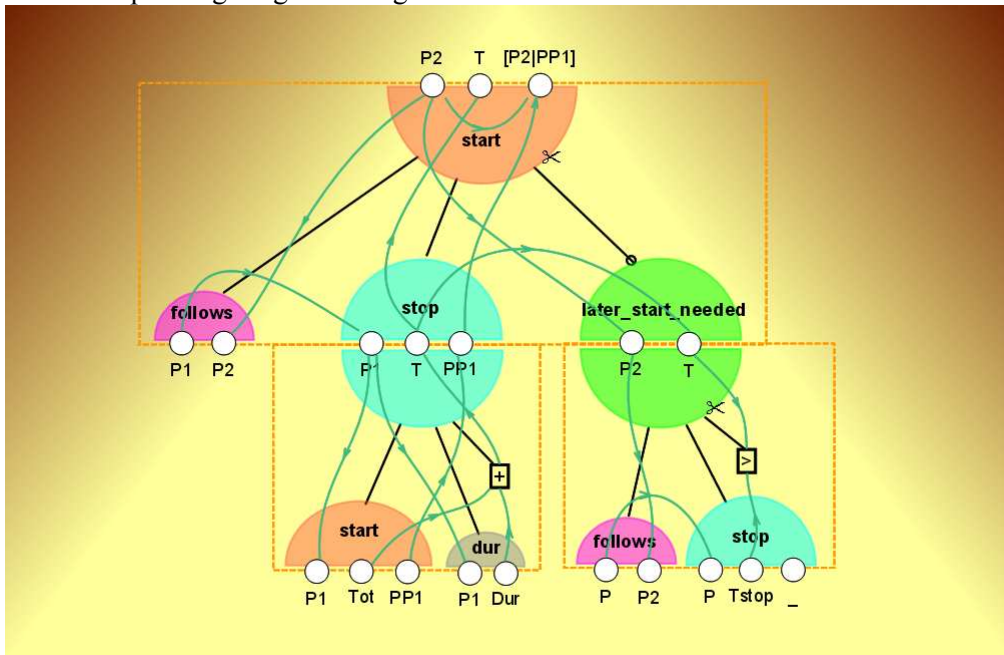 P2 T [P2|PP1]
start
follows stop later_start_needed
P1 P2 P1 T PP1 P2 T
+ >
start dur follows stop
P1 Tot PP1 P1 Dur P P2 P Tstop _